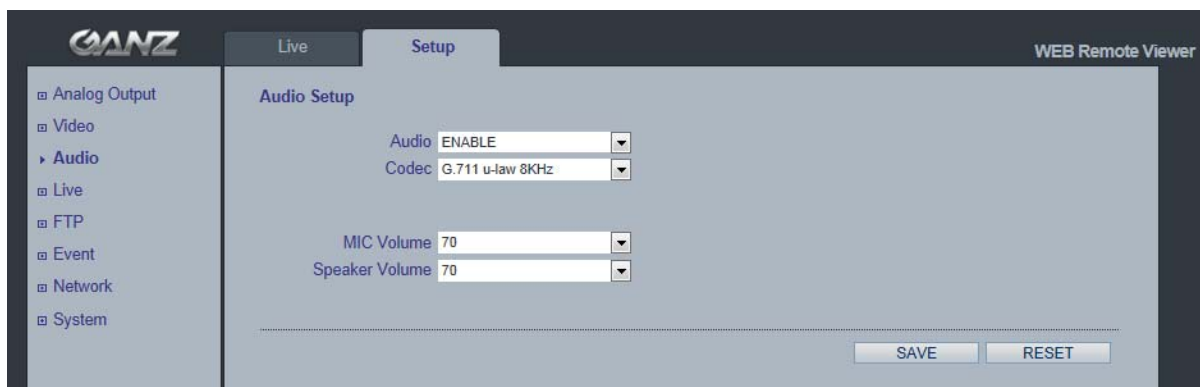 GANZ
Live
Setup
WEB Remote Viewer
Analog Output
Video
Audio
Live
FTP
Event
Network
System
Audio Setup
Audio ENABLE
Codec G.711 u-law 8KHz
MIC Volume 70
Speaker Volume 70
SAVE
RESET